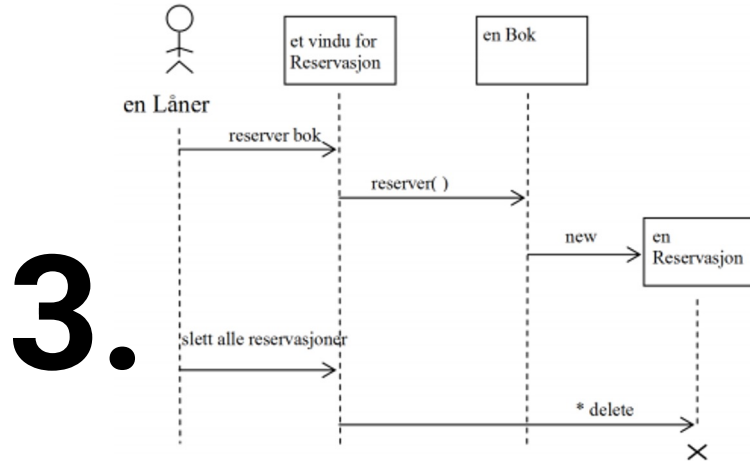 et vindu for
Reservasjon
en Bok
en Låner
reserver bok
reserver( )
new
en
Reservasjon
3.
slett alle reservasjoner
* delete